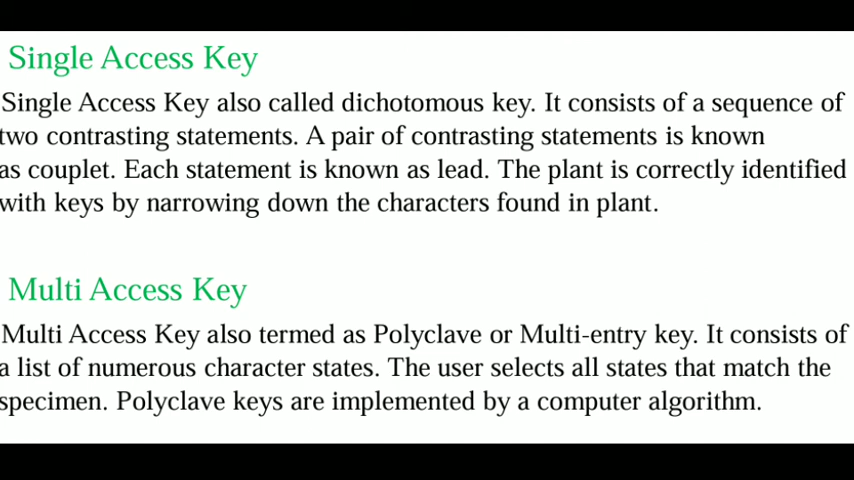 Single Access Key
Single Access Key also called dichotomous key. It consists of a sequence of
two contrasting statements. A pair of contrasting statements is known
as couplet. Each statement is known as lead. The plant is correctly identified
with keys by narrowing down the characters found in plant.
Multi Access Key
Multi Access Key also termed as Polyclave or Multi-entry key. It consists of
a list of numerous character states. The user selects all states that match the
specimen. Polyclave keys are implemented by a computer algorithm.